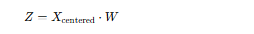 Z = X_centered · W